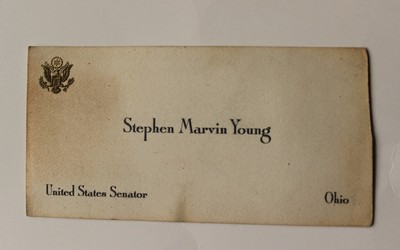 Stephen Marvin Young
United States Senator
Ohio